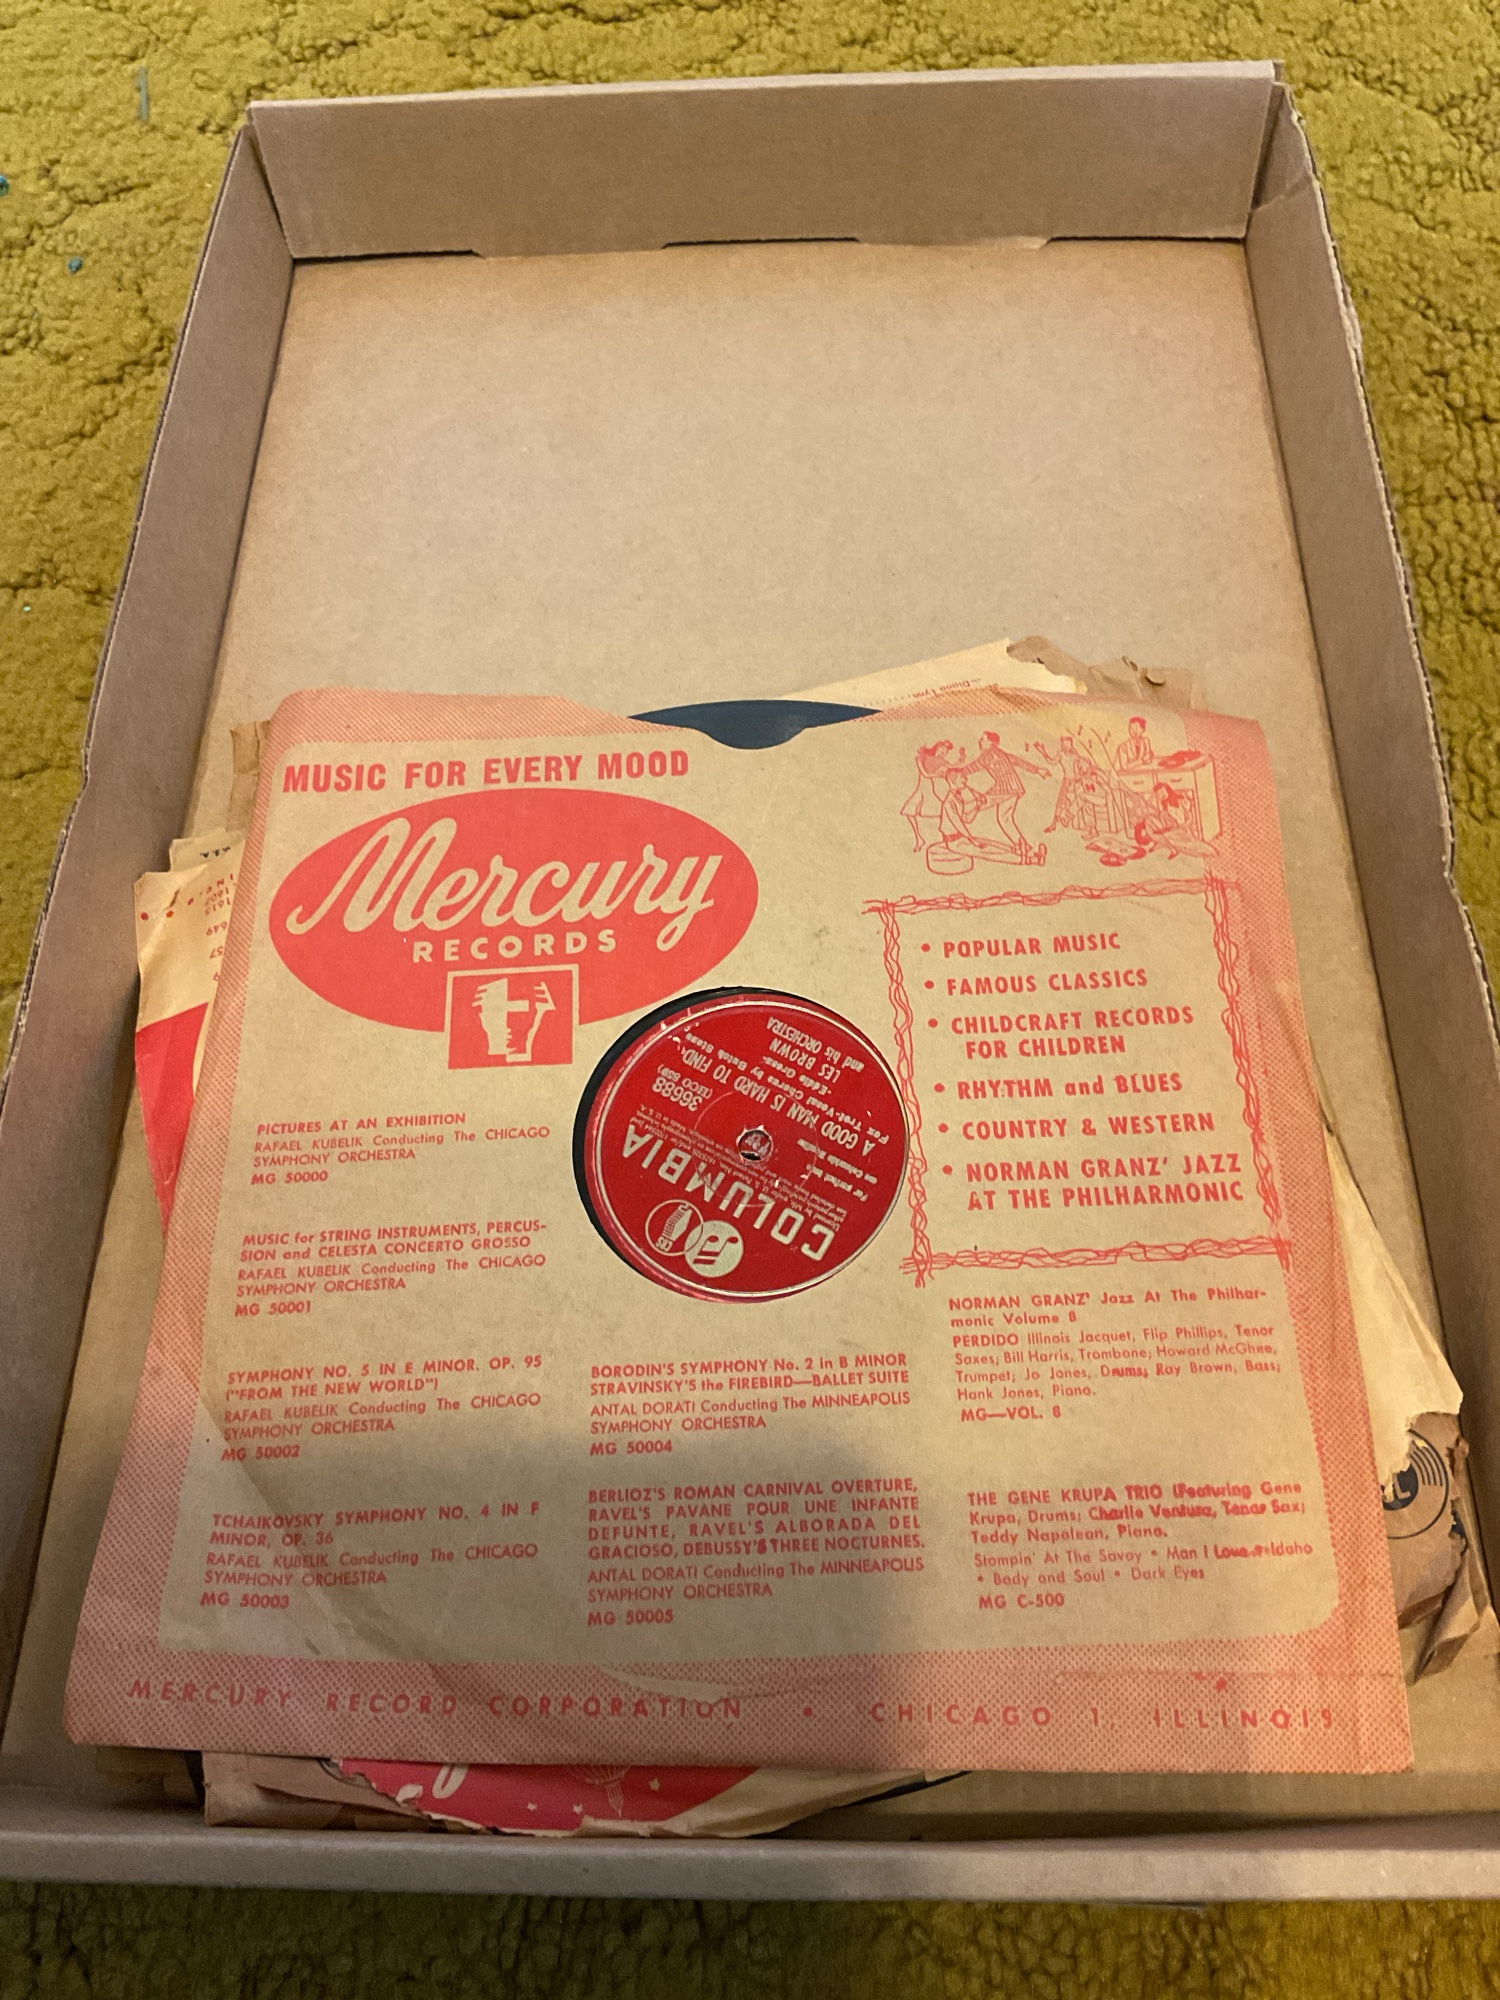 Diana Lynn
MUSIC FOR EVERY MOOD
Mercury
RECORDS
• POPULAR MUSIC
• FAMOUS CLASSICS
• CHILDCRAFT RECORDS
FOR CHILDREN
• RHYTHM and BLUES
• COUNTRY & WESTERN
• NORMAN GRANZ' JAZZ
AT THE PHILHARMONIC
COLUMBIA
36688
A GOOD MAN IS HARD TO FIND
Fox Trot-Vocal Chorus by Butch Stone
LES BROWN
and his ORCHESTRA
PICTURES AT AN EXHIBITION
RAFAEL KUBELIK Conducting The CHICAGO
SYMPHONY ORCHESTRA
MG 50000
MUSIC for STRING INSTRUMENTS, PERCUS-
SION and CELESTA CONCERTO GROSSO
RAFAEL KUBELIK Conducting The CHICAGO
SYMPHONY ORCHESTRA
MG 50001
SYMPHONY NO. 5 IN E MINOR. OP. 95
("FROM THE NEW WORLD")
RAFAEL KUBELIK Conducting The CHICAGO
SYMPHONY ORCHESTRA
MG 50002
TCHAIKOVSKY SYMPHONY NO. 4 IN F
MINOR, OP. 36
RAFAEL KUBELIK Conducting The CHICAGO
SYMPHONY ORCHESTRA
MG 50003
BORODIN'S SYMPHONY No. 2 in B MINOR
STRAVINSKY'S the FIREBIRD—BALLET SUITE
ANTAL DORATI Conducting The MINNEAPOLIS
SYMPHONY ORCHESTRA
MG 50004
BERLIOZ'S ROMAN CARNIVAL OVERTURE,
RAVEL'S PAVANE POUR UNE INFANTE
DEFUNTE, RAVEL'S ALBORADA DEL
GRACIOSO, DEBUSSY'S THREE NOCTURNES.
ANTAL DORATI Conducting The MINNEAPOLIS
SYMPHONY ORCHESTRA
MG 50005
NORMAN GRANZ' Jazz At The Philhar-
monic Volume 8
PERDIDO Illinois Jacquet, Flip Phillips, Tenor
Saxes; Bill Harris, Trombone; Howard McGhee,
Trumpet; Jo Jones, Drums; Ray Brown, Bass;
Hank Jones, Piano.
MG—VOL. 8
THE GENE KRUPA TRIO (Featuring Gene
Krupa, Drums; Charlie Ventura, Tenor Sax;
Teddy Napolean, Piano.
Stompin' At The Savoy • Man I Love • Idaho
• Body and Soul • Dark Eyes
MG C-500
MERCURY RECORD CORPORATION • CHICAGO 1, ILLINOIS